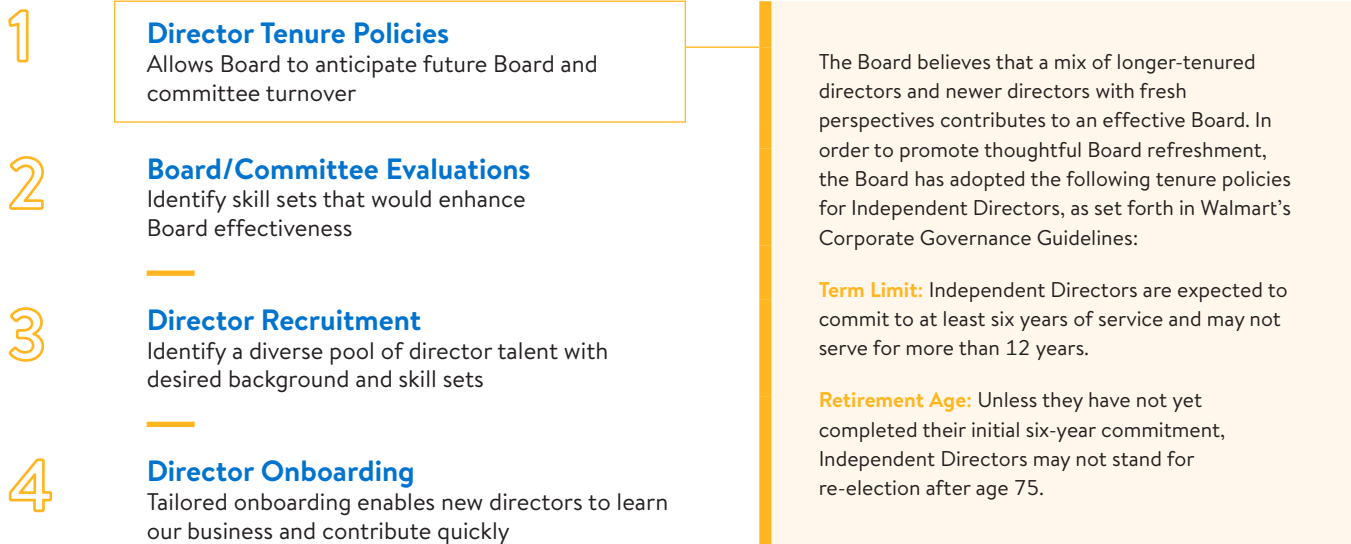 1
Director Tenure Policies
Allows Board to anticipate future Board and
committee turnover
2
Board/Committee Evaluations
Identify skill sets that would enhance
Board effectiveness
3
Director Recruitment
Identify a diverse pool of director talent with
desired background and skill sets
4
Director Onboarding
Tailored onboarding enables new directors to learn
our business and contribute quickly
The Board believes that a mix of longer-tenured
directors and newer directors with fresh
perspectives contributes to an effective Board. In
order to promote thoughtful Board refreshment,
the Board has adopted the following tenure policies
for Independent Directors, as set forth in Walmart’s
Corporate Governance Guidelines:
Term Limit: Independent Directors are expected to
commit to at least six years of service and may not
serve for more than 12 years.
Retirement Age: Unless they have not yet
completed their initial six-year commitment,
Independent Directors may not stand for
re-election after age 75.